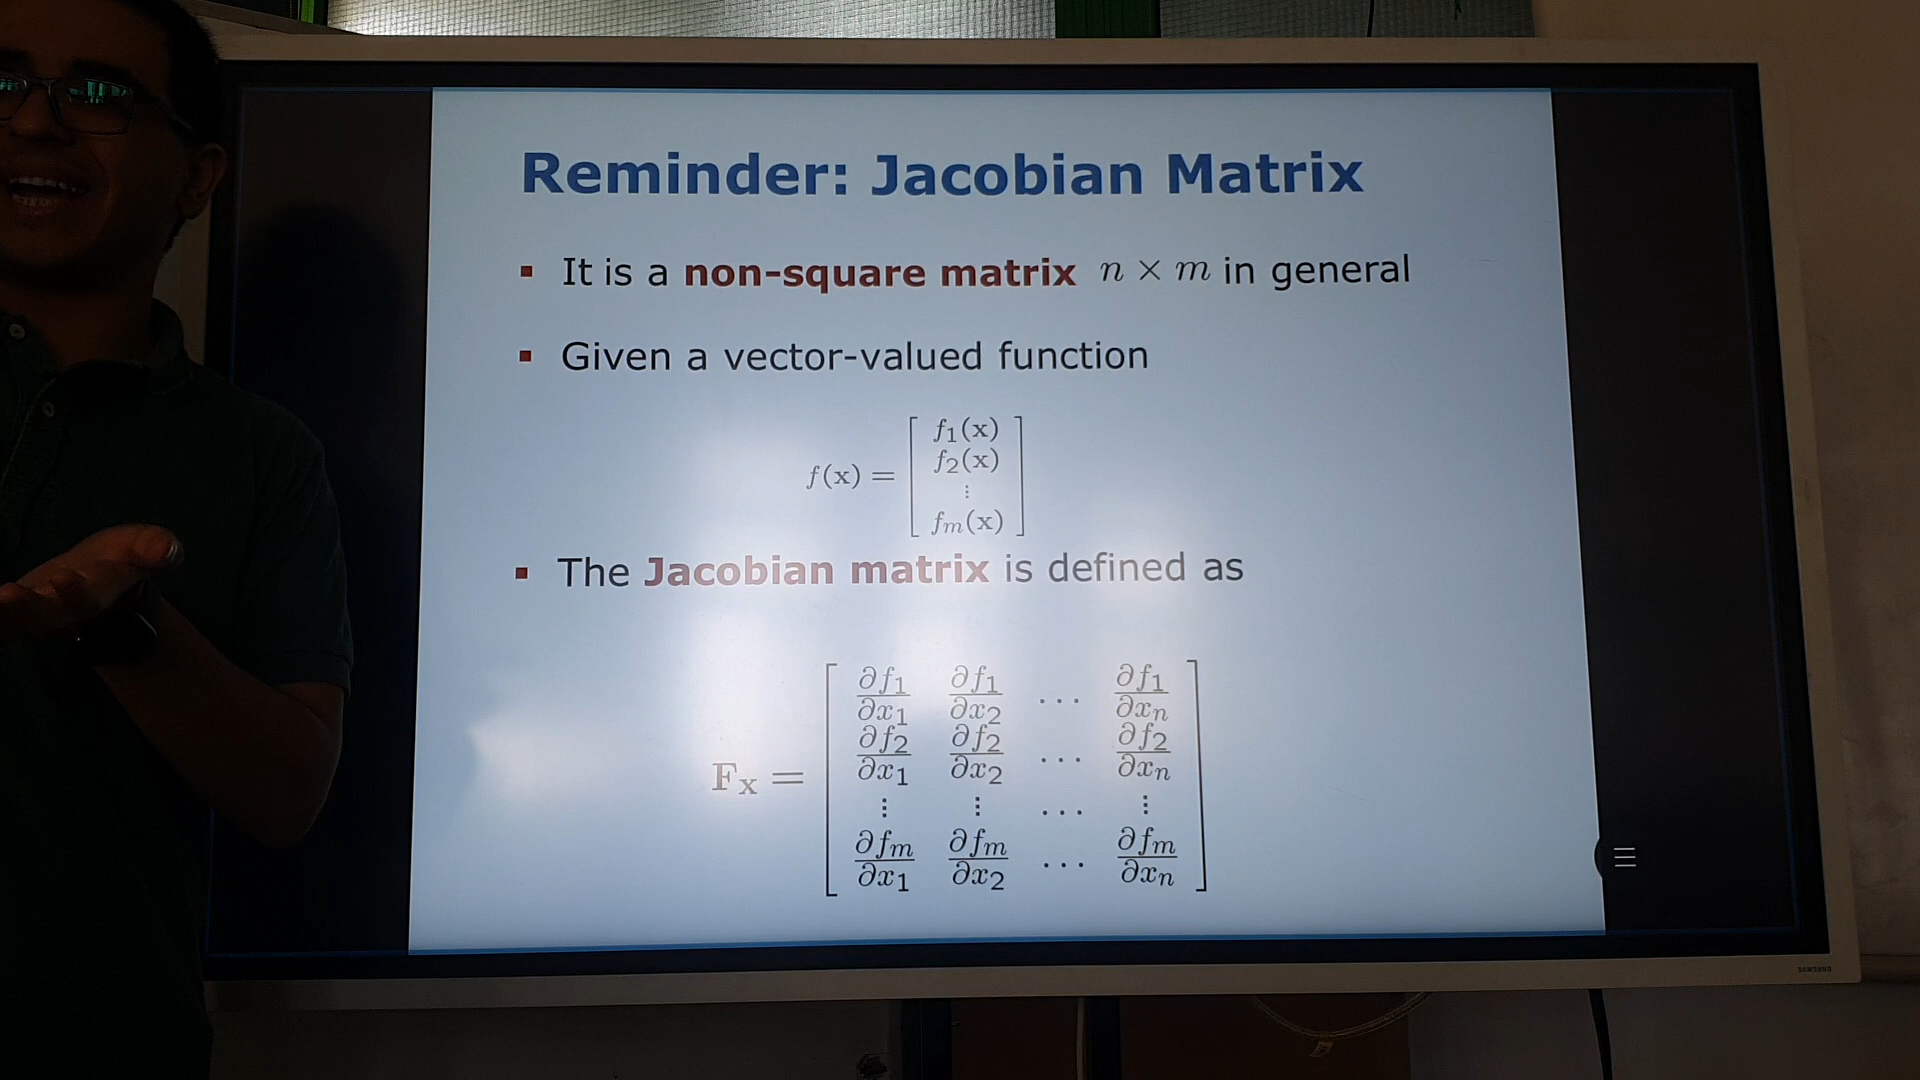 Reminder: Jacobian Matrix
▪ It is a non-square matrix n × m in general
▪ Given a vector-valued function
f(x) = [ f1(x)
f2(x)
⋮
fm(x) ]
▪ The Jacobian matrix is defined as
Fx = [ ∂f1/∂x1 ∂f1/∂x2 ... ∂f1/∂xn
∂f2/∂x1 ∂f2/∂x2 ... ∂f2/∂xn
⋮ ⋮ ... ⋮
∂fm/∂x1 ∂fm/∂x2 ... ∂fm/∂xn ]
SAMSUNG